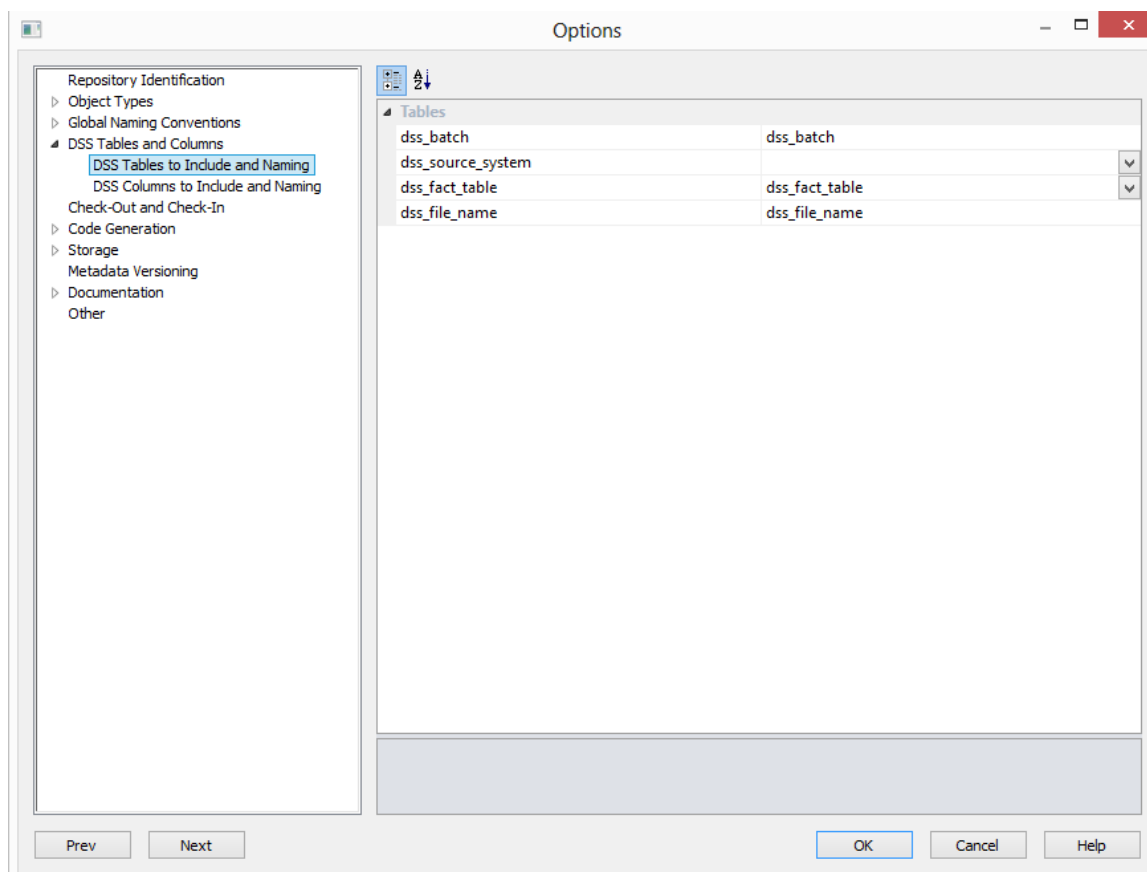 Options
Repository Identification
Object Types
Global Naming Conventions
DSS Tables and Columns
DSS Tables to Include and Naming
DSS Columns to Include and Naming
Check-Out and Check-In
Code Generation
Storage
Metadata Versioning
Documentation
Other
Tables
dss_batch dss_batch
dss_source_system
dss_fact_table dss_fact_table
dss_file_name dss_file_name
Prev Next OK Cancel Help